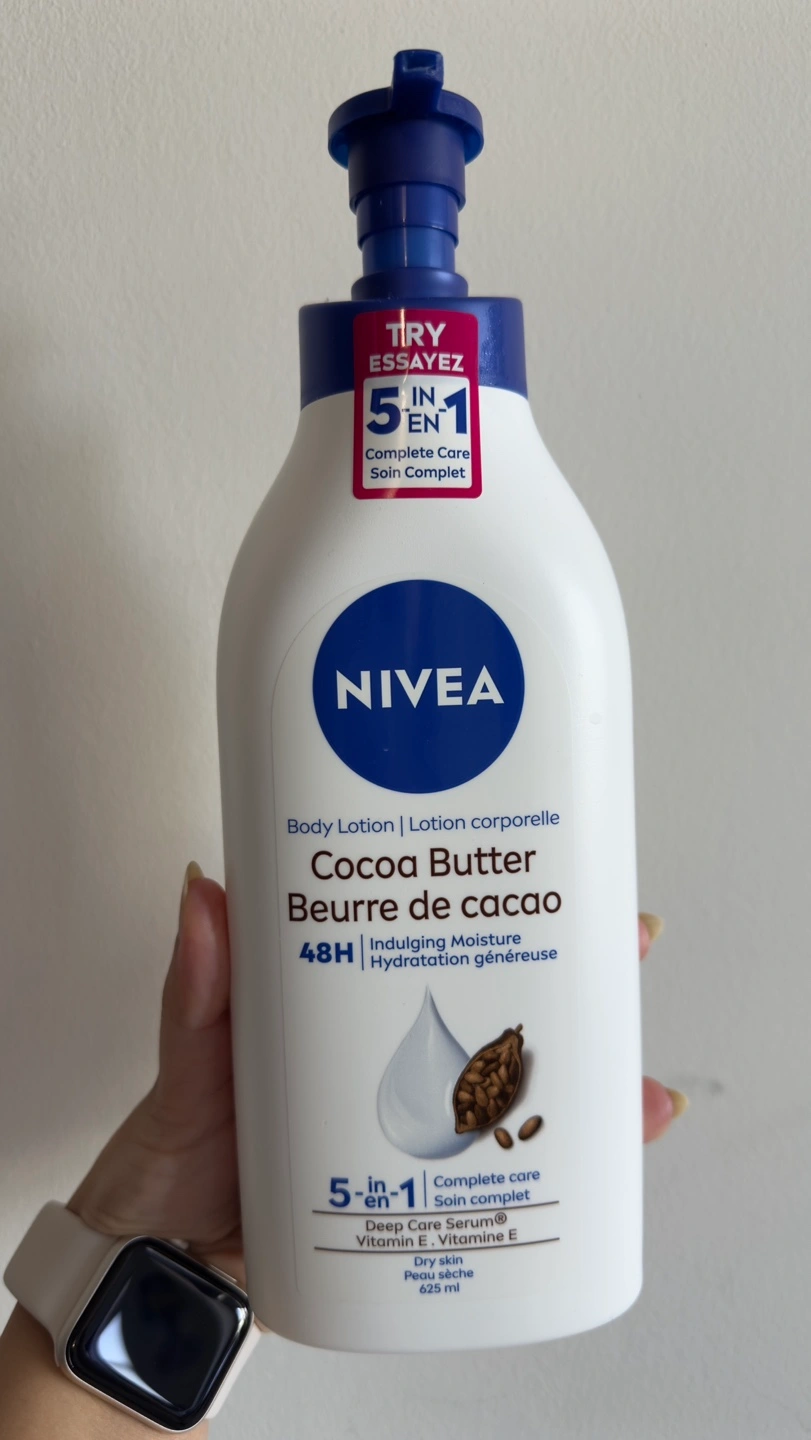 TRY
ESSAYEZ
5-IN-1
EN
Complete Care
Soin Complet
NIVEA
Body Lotion | Lotion corporelle
Cocoa Butter
Beurre de cacao
48H | Indulging Moisture
Hydratation généreuse
5-in-1 | Complete care
en Soin complet
Deep Care Serum®
Vitamin E . Vitamine E
Dry skin
Peau sèche
625 ml